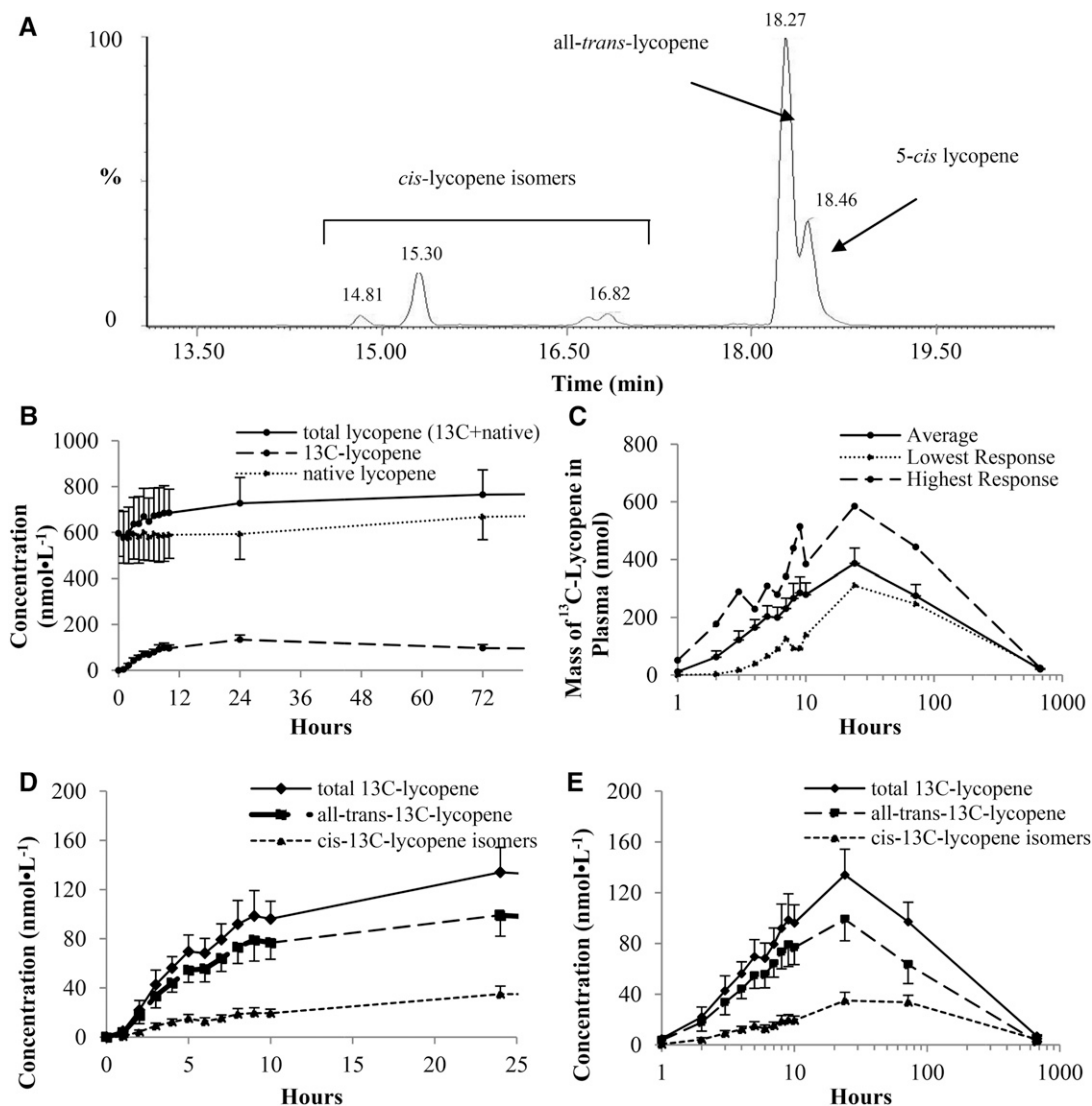 A
100
%
0
18.27
all-trans-lycopene
5-cis lycopene
18.46
cis-lycopene isomers
15.30
14.81
16.82
13.50 15.00 16.50 18.00 19.50
Time (min)
B
total lycopene (13C+native)
13C-lycopene
native lycopene
1000
800
600
400
200
0
Concentration
(nmol•L-1)
0 12 24 36 48 60 72
Hours
C
Average
Lowest Response
Highest Response
800
600
400
200
0
Mass of 13C-Lycopene in
Plasma (nmol)
1 10 100 1000
Hours
D
total 13C-lycopene
all-trans-13C-lycopene
cis-13C-lycopene isomers
200
160
120
80
40
0
Concentration (nmol•L-1)
0 5 10 15 20 25
Hours
E
total 13C-lycopene
all-trans-13C-lycopene
cis-13C-lycopene isomers
200
160
120
80
40
0
Concentration (nmol•L-1)
1 10 100 1000
Hours